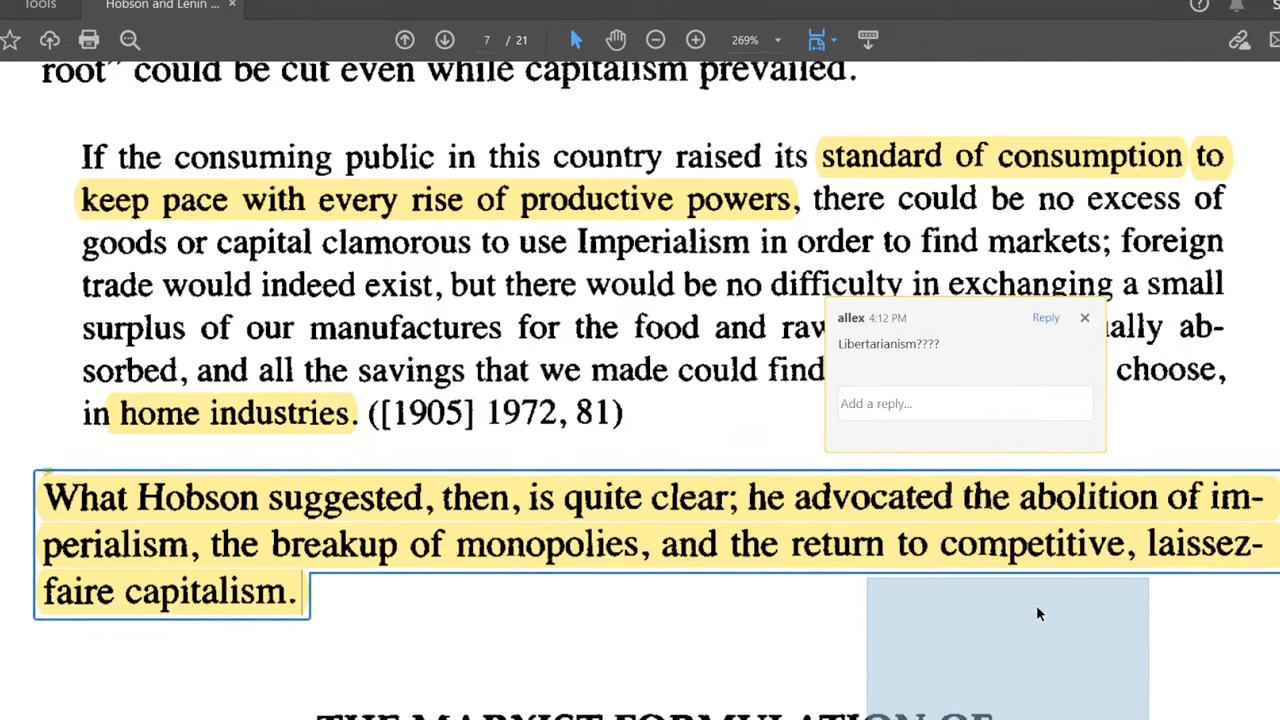 Tools
Hobson and Lenin ... ×
7 / 21
269%
root” could be cut even while capitalism prevailed.
If the consuming public in this country raised its standard of consumption to
keep pace with every rise of productive powers, there could be no excess of
goods or capital clamorous to use Imperialism in order to find markets; foreign
trade would indeed exist, but there would be no difficulty in exchanging a small
surplus of our manufactures for the food and raw ally ab-
sorbed, and all the savings that we made could find choose,
in home industries. ([1905] 1972, 81)
allex 4:12 PM Reply
Libertarianism????
Add a reply...
What Hobson suggested, then, is quite clear; he advocated the abolition of im-
perialism, the breakup of monopolies, and the return to competitive, laissez-
faire capitalism.
THE MARXIST FORMULATION OF